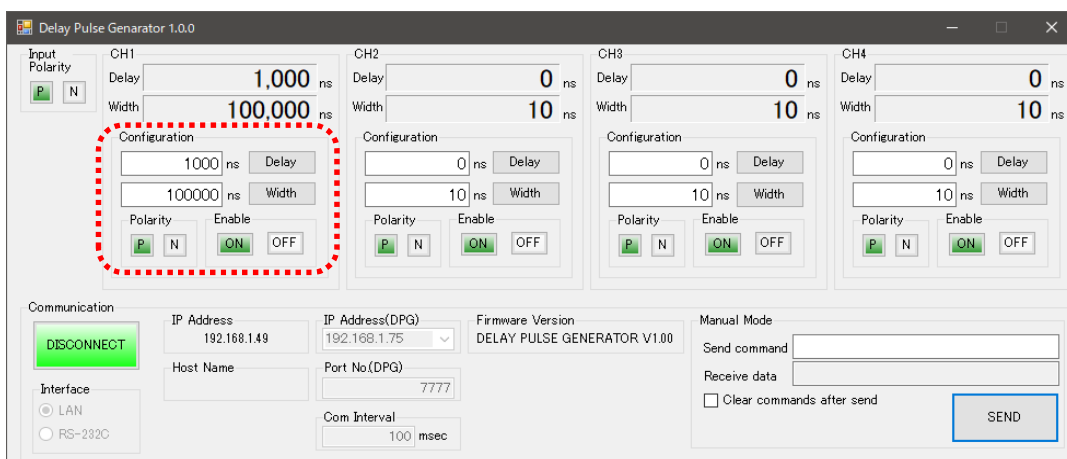 Delay Pulse Genarator 1.0.0
Input Polarity
P N
CH1
Delay 1,000 ns
Width 100,000 ns
Configuration
1000 ns Delay
100000 ns Width
Polarity Enable
P N ON OFF
CH2
Delay 0 ns
Width 10 ns
Configuration
0 ns Delay
10 ns Width
Polarity Enable
P N ON OFF
CH3
Delay 0 ns
Width 10 ns
Configuration
0 ns Delay
10 ns Width
Polarity Enable
P N ON OFF
CH4
Delay 0 ns
Width 10 ns
Configuration
0 ns Delay
10 ns Width
Polarity Enable
P N ON OFF
Communication
DISCONNECT
Interface
LAN
RS-232C
IP Address
192.168.1.49
Host Name
IP Address(DPG)
192.168.1.75
Port No.(DPG)
7777
Com Interval
100 msec
Firmware Version
DELAY PULSE GENERATOR V1.00
Manual Mode
Send command
Receive data
Clear commands after send
SEND